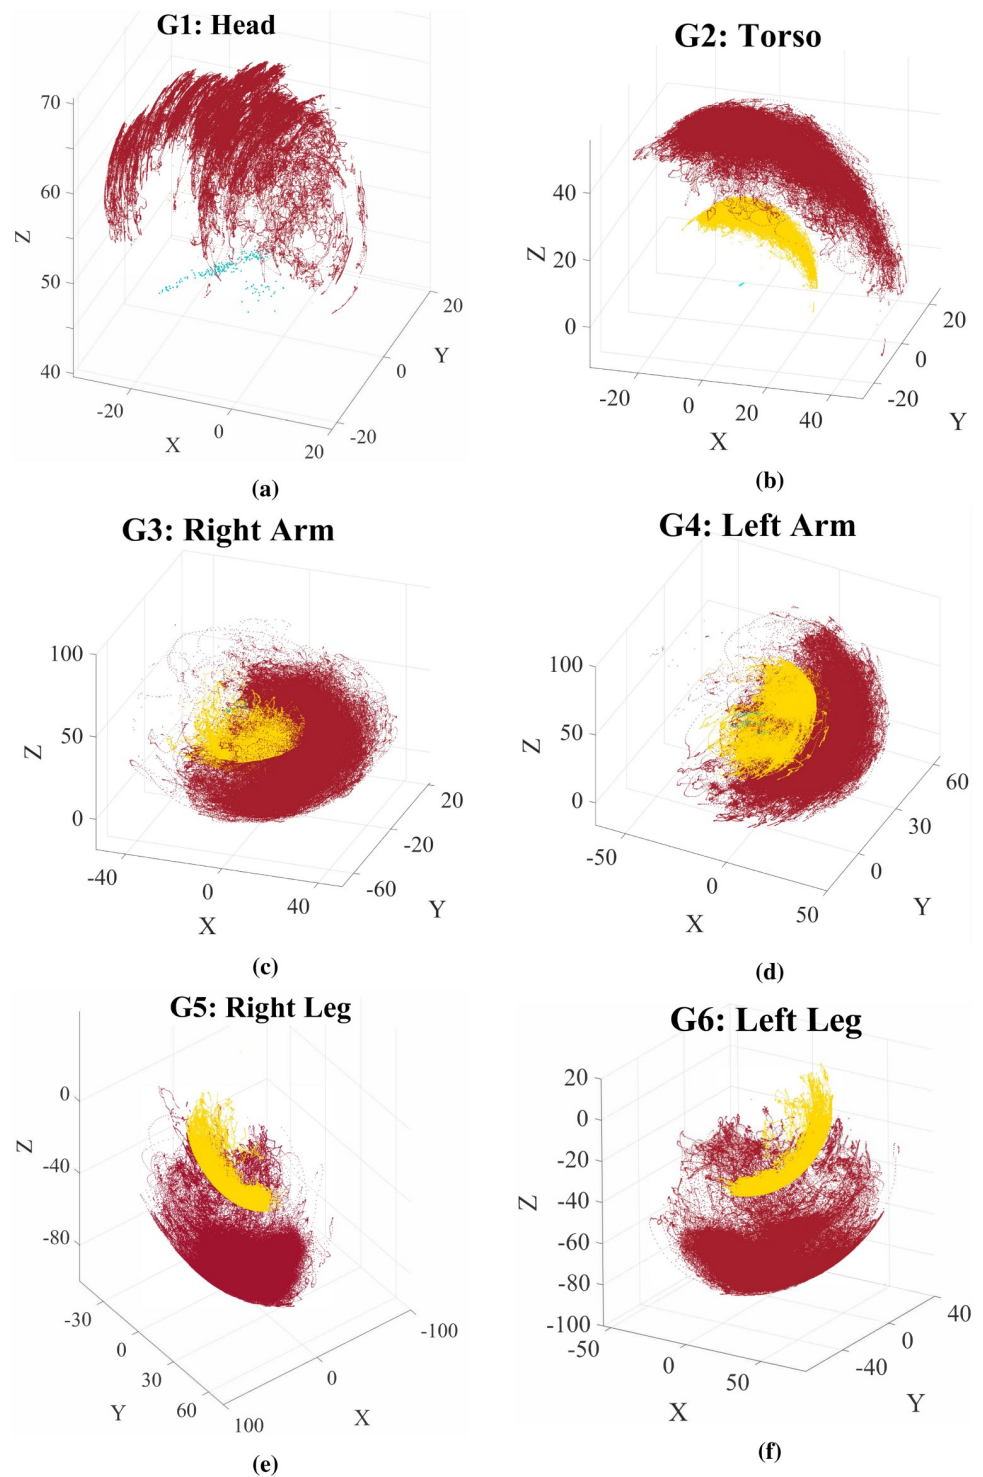 G1: Head
70
60
50
40
Z
-20
0
20
X
-20
0
20
Y
(a)
G2: Torso
40
20
0
Z
-20
0
20
40
X
-20
0
20
Y
(b)
G3: Right Arm
100
50
0
Z
-40
0
40
X
-60
-20
20
Y
(c)
G4: Left Arm
100
50
0
Z
-50
0
50
X
0
30
60
Y
(d)
G5: Right Leg
0
-40
-80
Z
-30
0
30
60
Y
100
0
-100
X
(e)
G6: Left Leg
20
0
-20
-40
-60
-80
-100
Z
-50
0
50
X
-40
0
40
Y
(f)